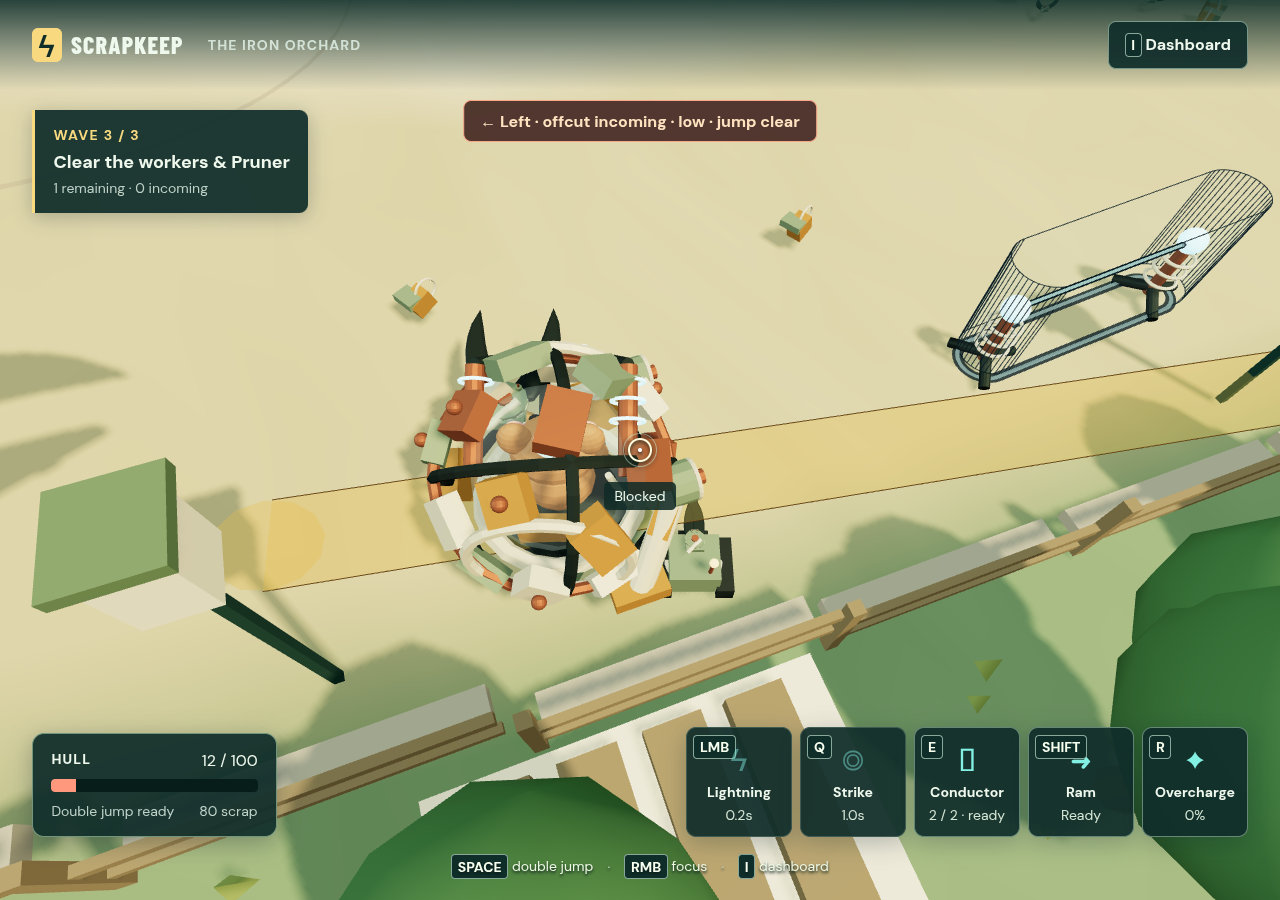 SCRAPKEEP
THE IRON ORCHARD
I Dashboard
← Left · offcut incoming · low · jump clear
WAVE 3 / 3
Clear the workers & Pruner
1 remaining · 0 incoming
Blocked
HULL
12 / 100
Double jump ready
80 scrap
LMB
Lightning
0.2s
Q
Strike
1.0s
E
Conductor
2 / 2 · ready
SHIFT
Ram
Ready
R
Overcharge
0%
SPACE double jump · RMB focus · I dashboard